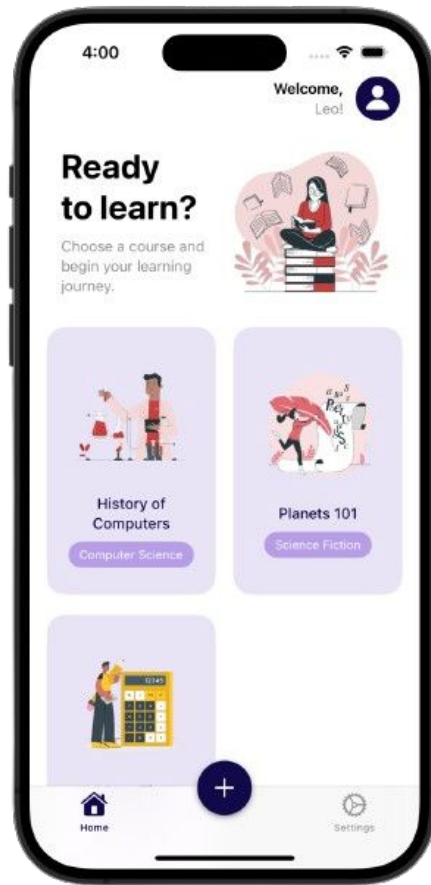 4:00
Welcome,
Leo!
Ready
to learn?
Choose a course and
begin your learning
journey.
History of
Computers
Computer Science
Planets 101
Science Fiction
12345
+
Home
Settings